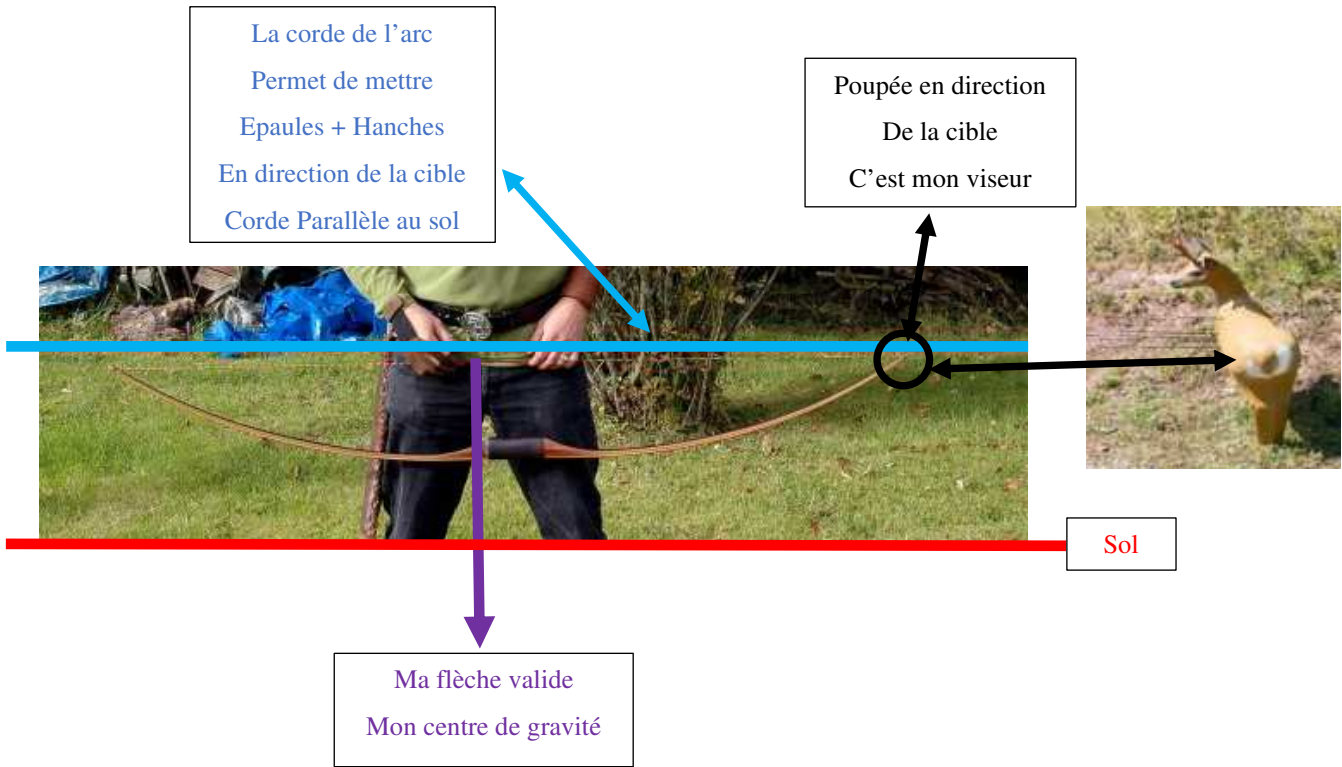 La corde de l'arc
Permet de mettre
Epaules + Hanches
En direction de la cible
Corde Parallèle au sol
Poupée en direction
De la cible
C'est mon viseur
Sol
Ma flèche valide
Mon centre de gravité